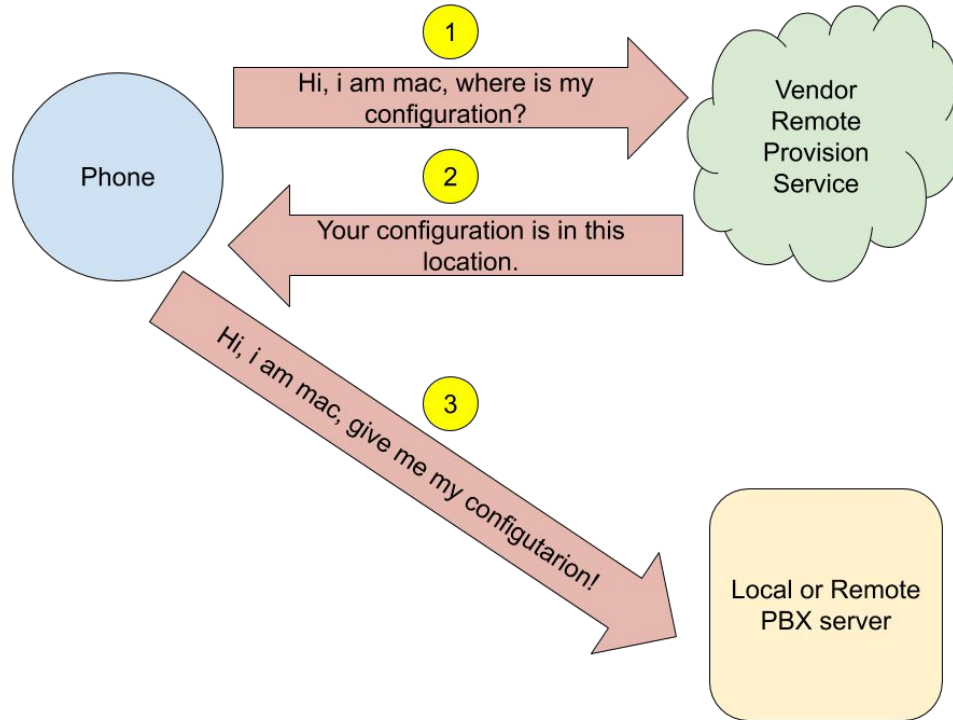 1
Hi, i am mac, where is my
configuration?
Vendor
Remote
Provision
Service
Phone
2
Your configuration is in this
location.
3
Hi, i am mac, give me my configutarion!
Local or Remote
PBX server